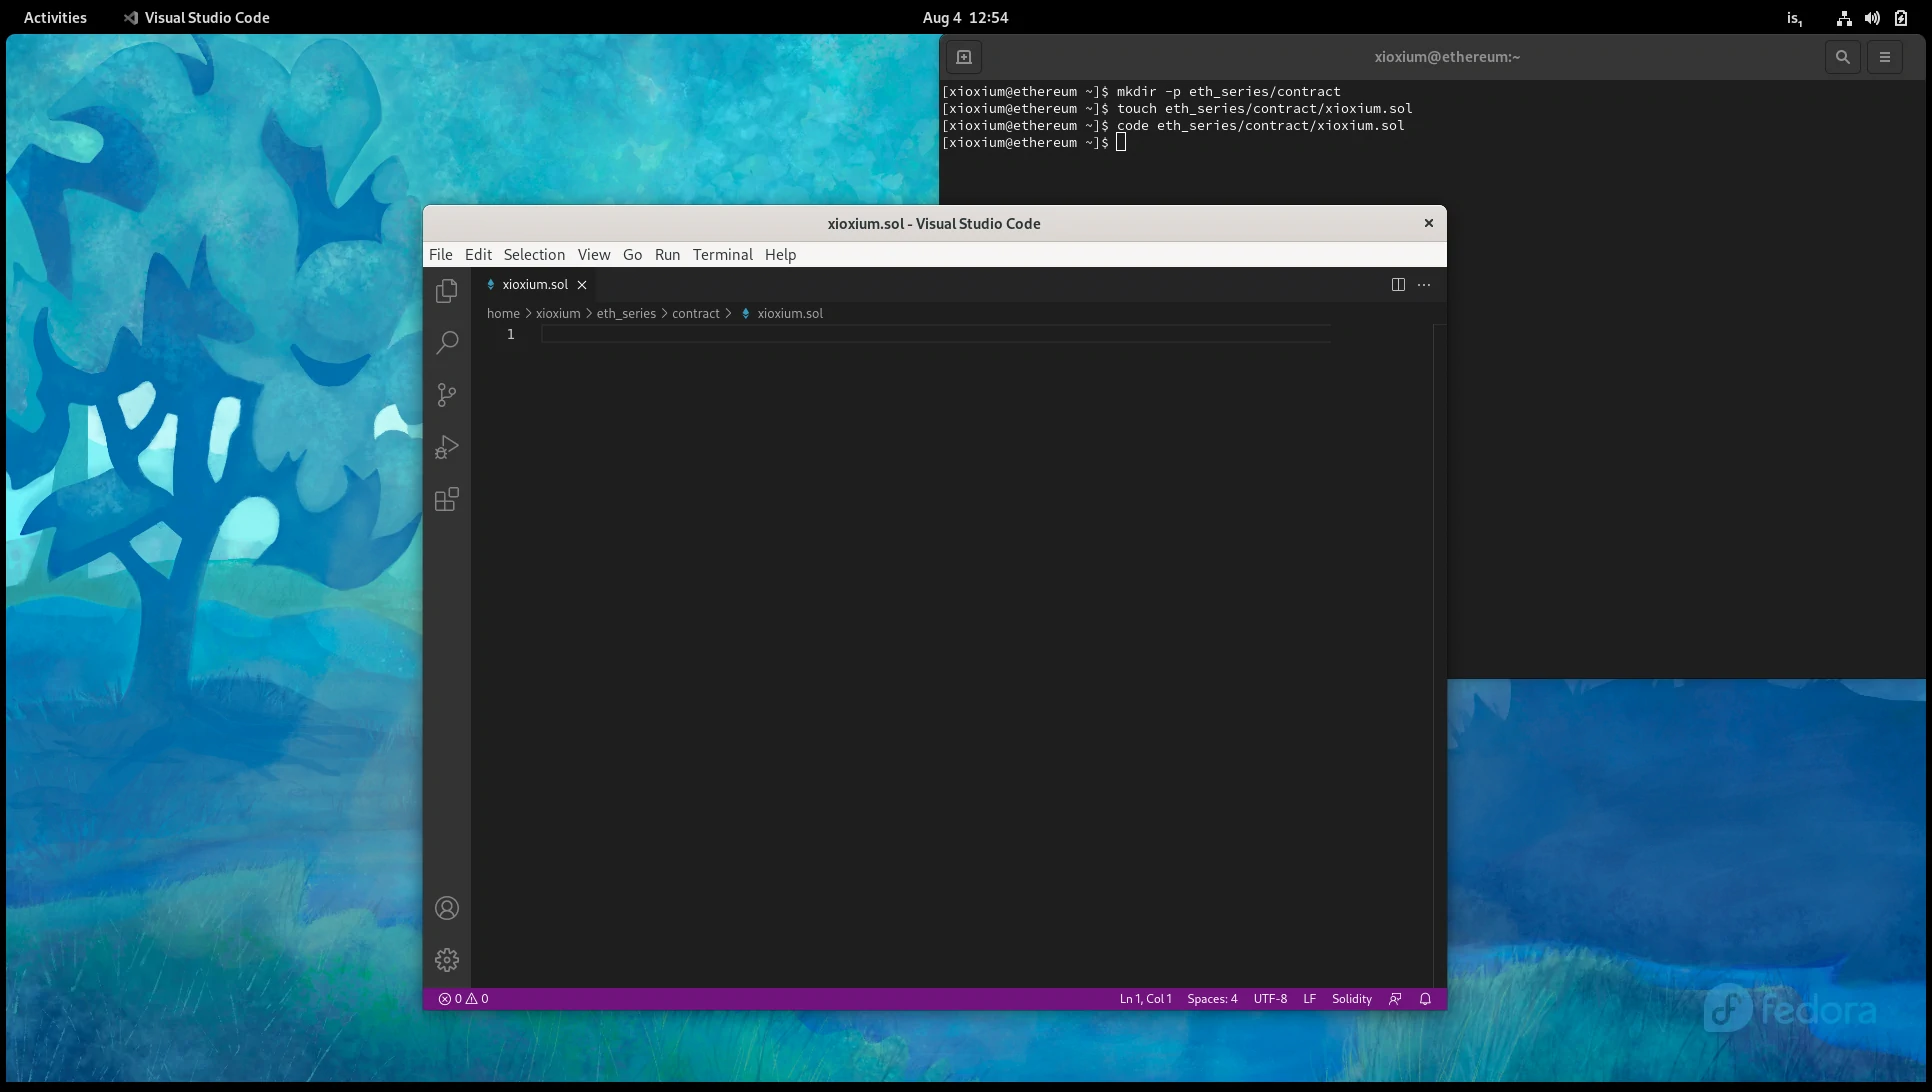 Activities Visual Studio Code Aug 4 12:54 is1
xioxium@ethereum:~
[xioxium@ethereum ~]$ mkdir -p eth_series/contract
[xioxium@ethereum ~]$ touch eth_series/contract/xioxium.sol
[xioxium@ethereum ~]$ code eth_series/contract/xioxium.sol
[xioxium@ethereum ~]$
xioxium.sol - Visual Studio Code
File Edit Selection View Go Run Terminal Help
xioxium.sol
home > xioxium > eth_series > contract > xioxium.sol
1
0 0 Ln 1, Col 1 Spaces: 4 UTF-8 LF Solidity
fedora